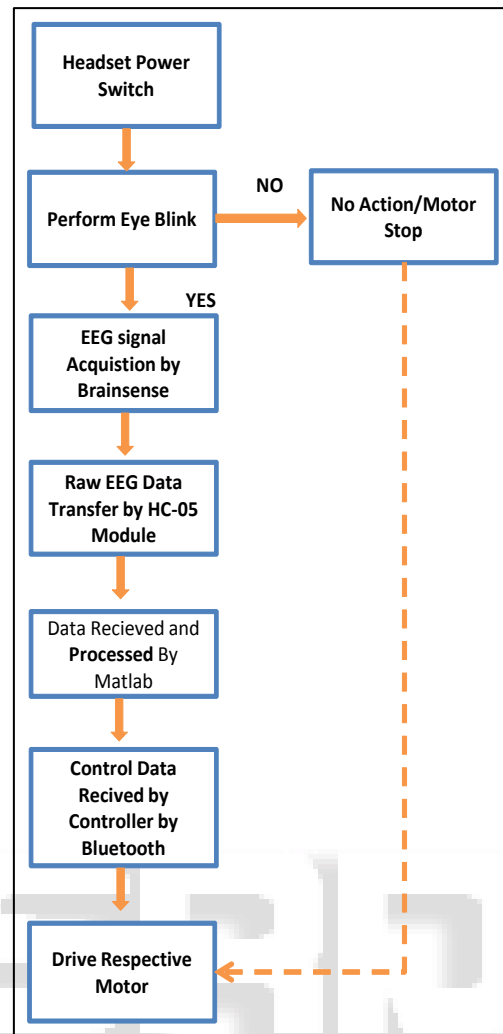 Headset Power
Switch
NO
Perform Eye Blink
No Action/Motor
Stop
YES
EEG signal
Acquistion by
Brainsense
Raw EEG Data
Transfer by HC-05
Module
Data Recieved and
Processed By
Matlab
Control Data
Recived by
Controller by
Bluetooth
Drive Respective
Motor